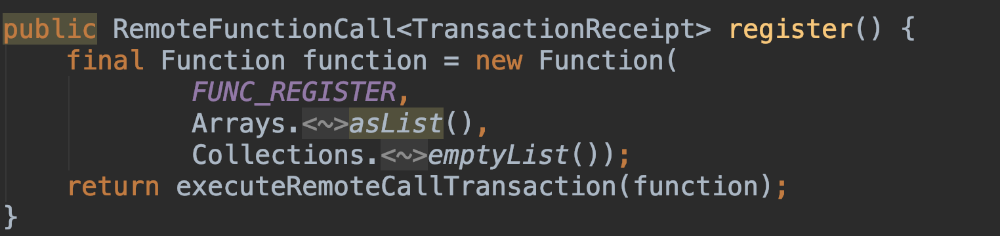 public RemoteFunctionCall<TransactionReceipt> register() {
final Function function = new Function(
FUNC_REGISTER,
Arrays.<~>asList(),
Collections.<~>emptyList());
return executeRemoteCallTransaction(function);
}